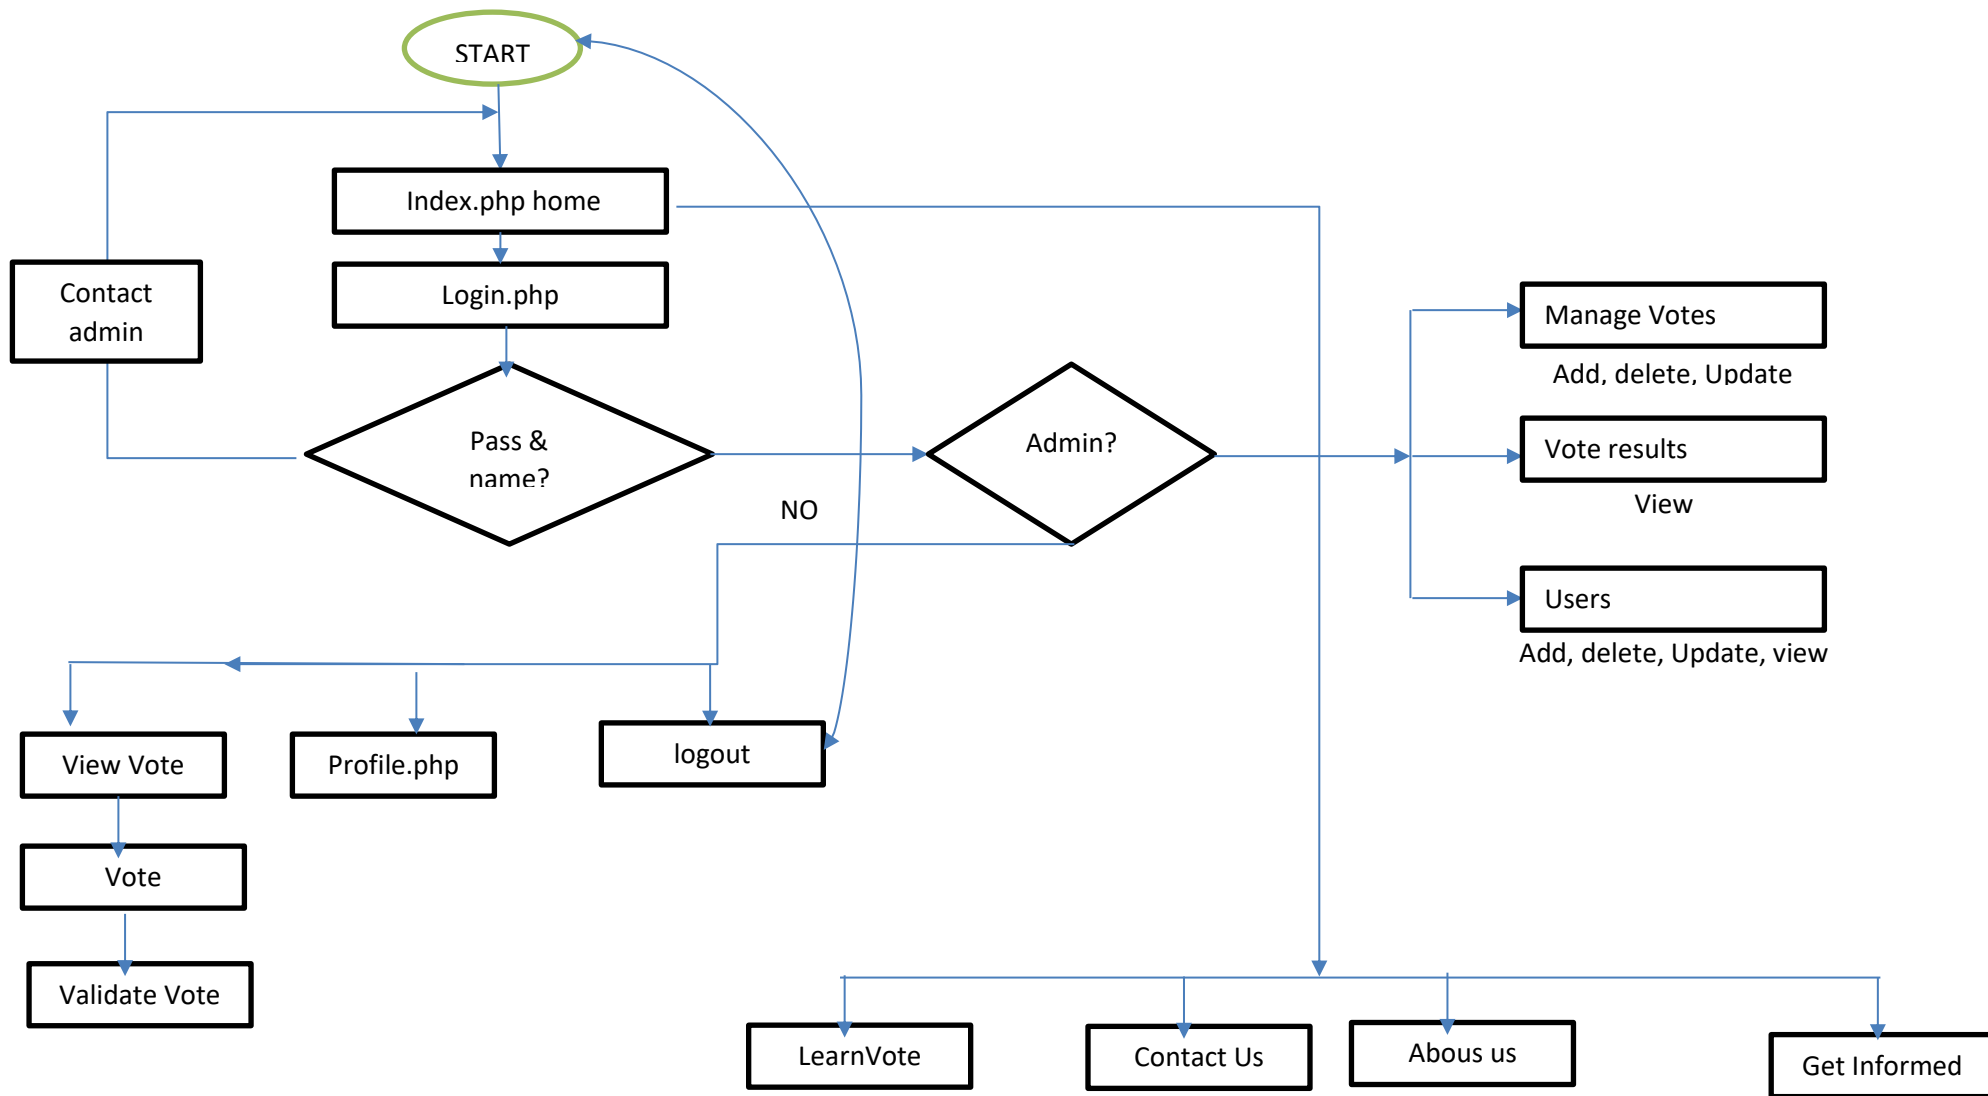 START
Index.php home
Contact
admin
Login.php
Manage Votes
Add, delete, Update
Pass &
name?
Admin?
Vote results
View
NO
Users
Add, delete, Update, view
View Vote
Profile.php
logout
Vote
Validate Vote
LearnVote
Contact Us
Abous us
Get Informed